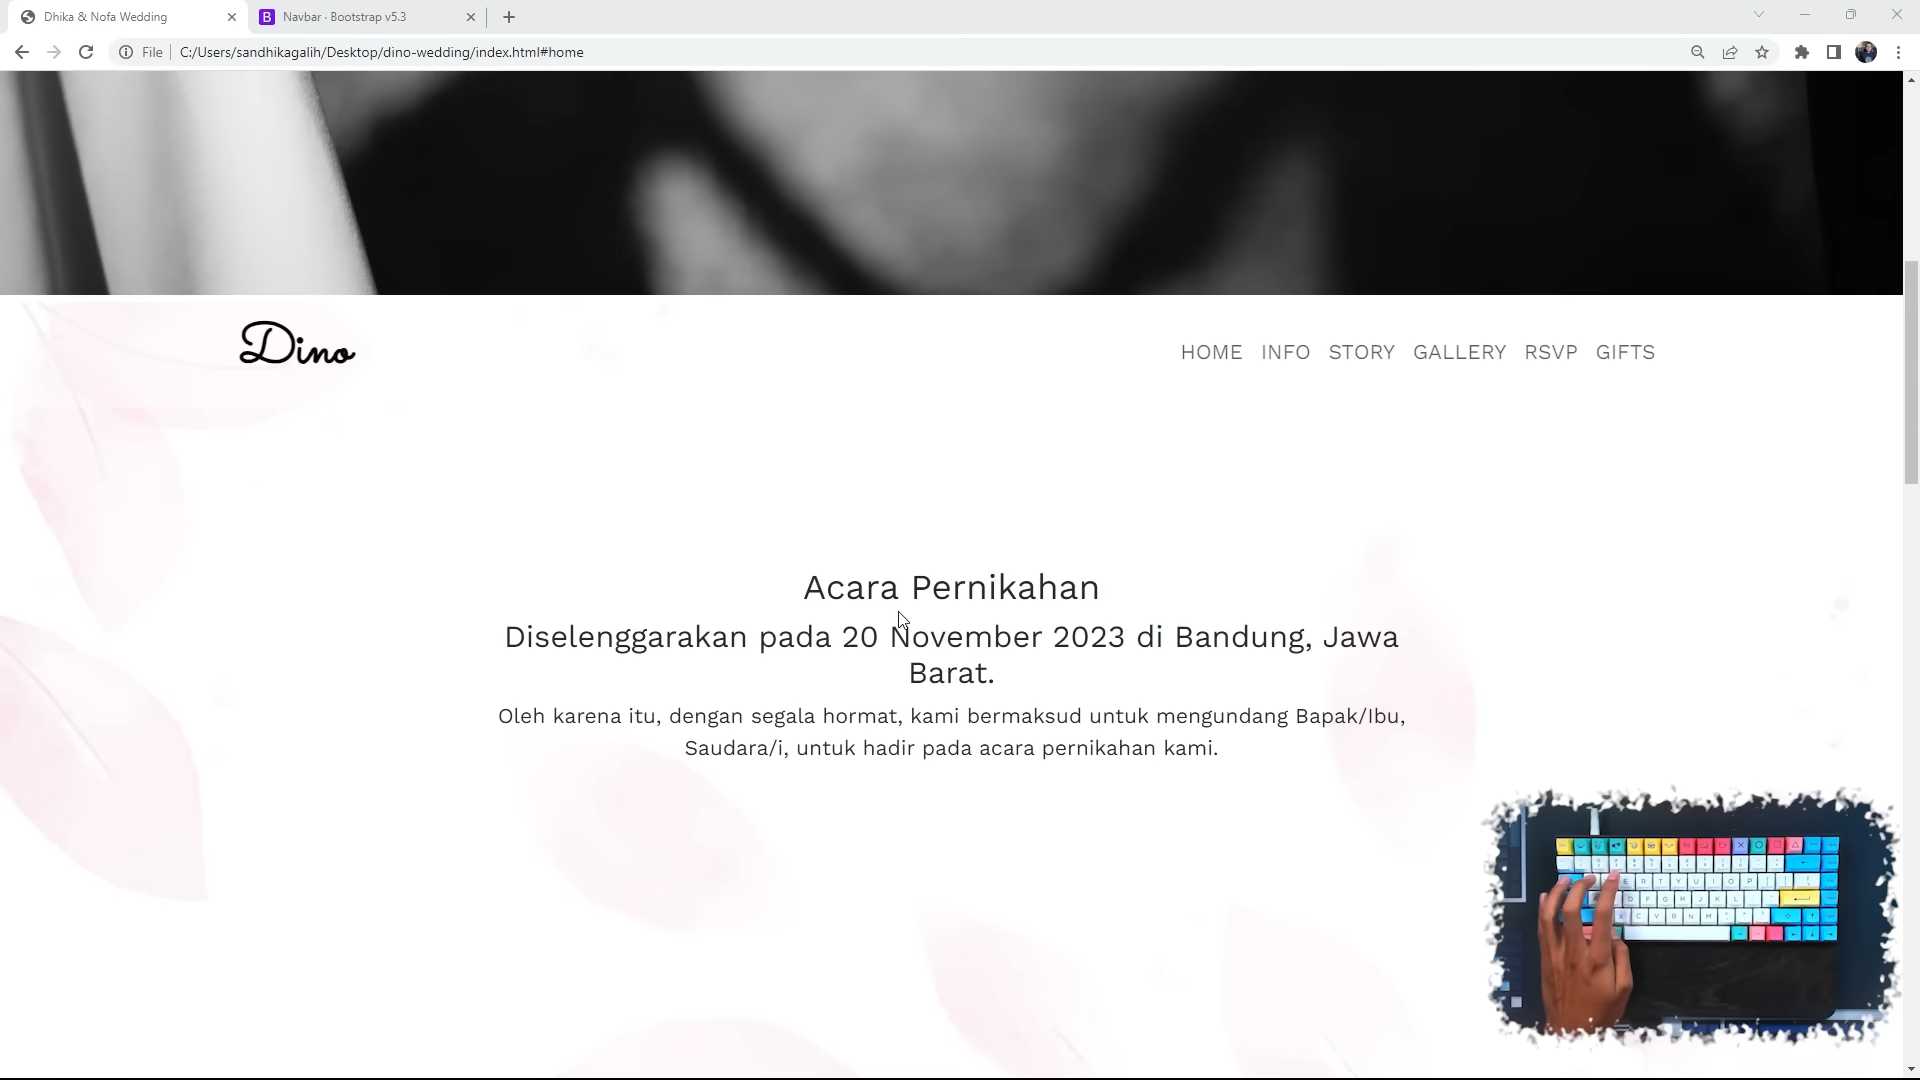 Dhika & Nofa Wedding
Navbar · Bootstrap v5.3
File
C:/Users/sandhikagalih/Desktop/dino-wedding/index.html#home
Dino
HOME INFO STORY GALLERY RSVP GIFTS
Acara Pernikahan
Diselenggarakan pada 20 November 2023 di Bandung, Jawa
Barat.
Oleh karena itu, dengan segala hormat, kami bermaksud untuk mengundang Bapak/Ibu,
Saudara/i, untuk hadir pada acara pernikahan kami.